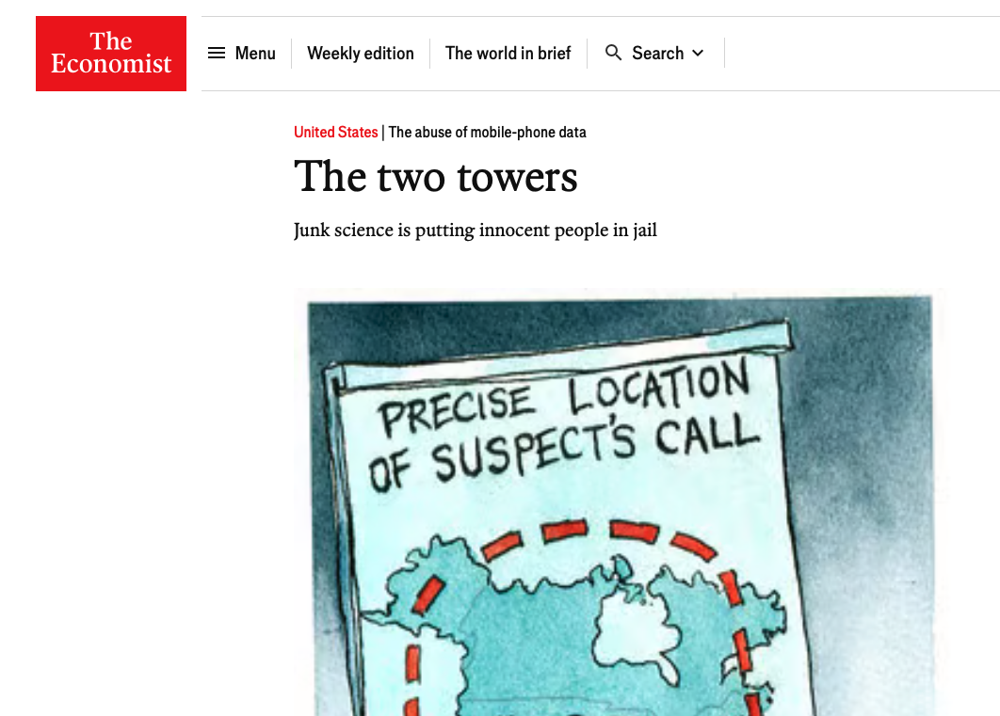 The
Economist
Menu
Weekly edition
The world in brief
Search
United States | The abuse of mobile-phone data
The two towers
Junk science is putting innocent people in jail
PRECISE LOCATION
OF SUSPECT'S CALL